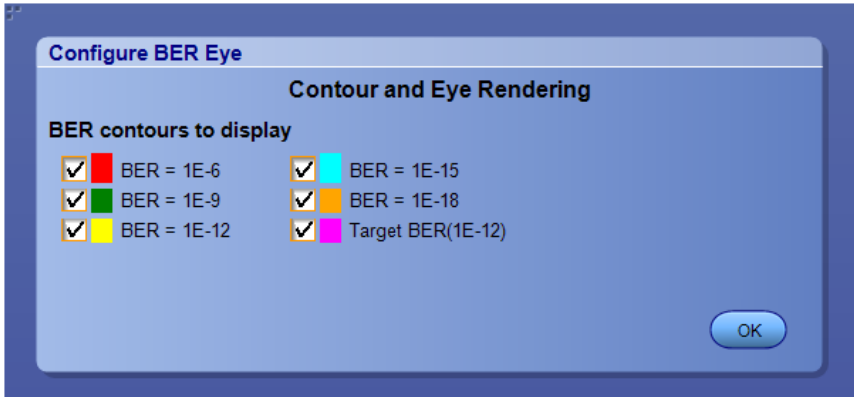 Configure BER Eye
Contour and Eye Rendering
BER contours to display
BER = 1E-6
BER = 1E-15
BER = 1E-9
BER = 1E-18
BER = 1E-12
Target BER(1E-12)
OK